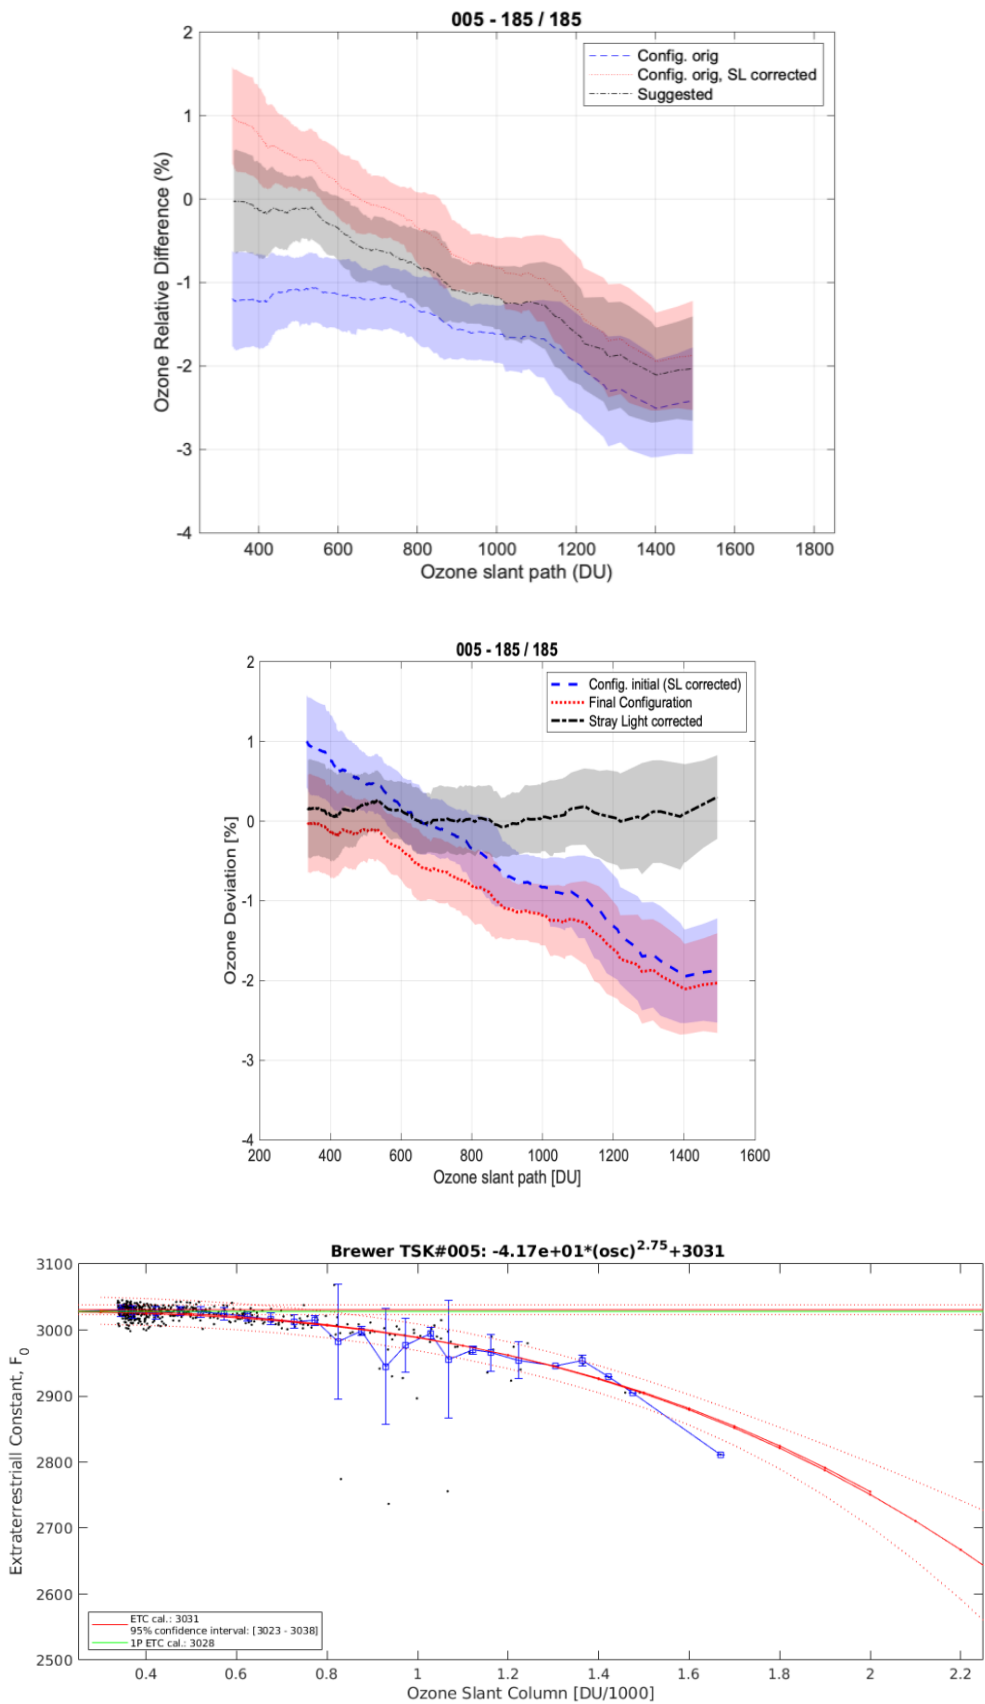 005 - 185 / 185
Config. orig
Config. orig, SL corrected
Suggested
Ozone Relative Difference (%)
2
1
0
-1
-2
-3
-4
400 600 800 1000 1200 1400 1600 1800
Ozone slant path (DU)
005 - 185 / 185
Config. initial (SL corrected)
Final Configuration
Stray Light corrected
Ozone Deviation [%]
2
1
0
-1
-2
-3
-4
200 400 600 800 1000 1200 1400 1600
Ozone slant path [DU]
Brewer TSK#005: -4.17e+01*(osc)^2.75+3031
Extraterrestriall Constant, F_0
3100
3000
2900
2800
2700
2600
2500
ETC cal.: 3031
95% confidence interval: [3023 - 3038]
1P ETC cal.: 3028
0.4 0.6 0.8 1 1.2 1.4 1.6 1.8 2 2.2
Ozone Slant Column [DU/1000]